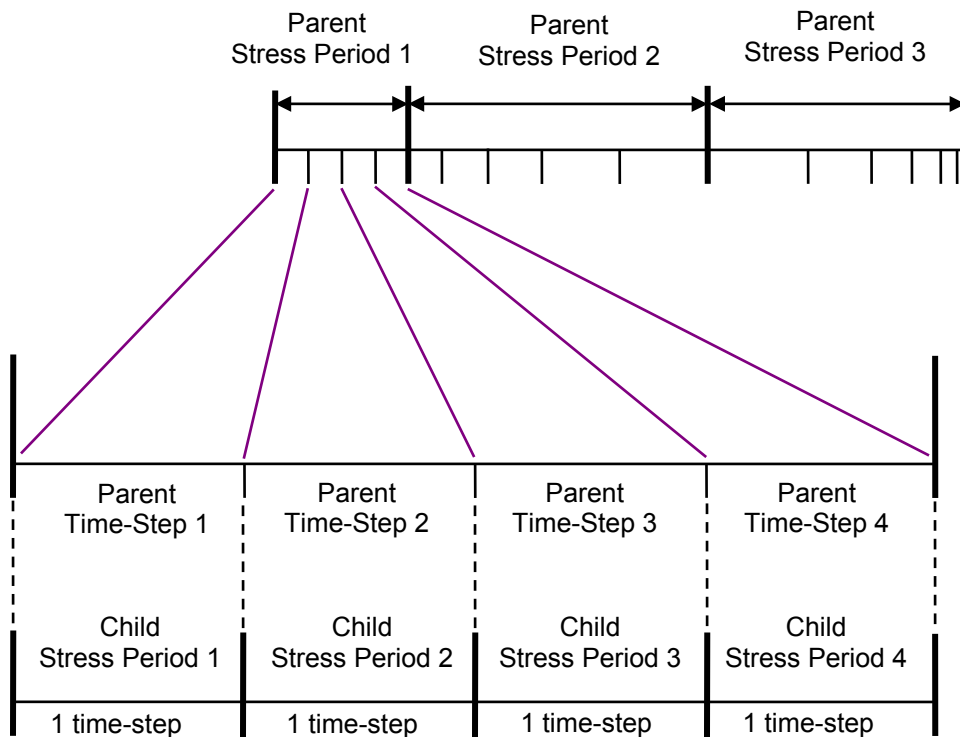 Parent
Stress Period 1
Parent
Stress Period 2
Parent
Stress Period 3
Parent
Time-Step 1
Parent
Time-Step 2
Parent
Time-Step 3
Parent
Time-Step 4
Child
Stress Period 1
Child
Stress Period 2
Child
Stress Period 3
Child
Stress Period 4
1 time-step
1 time-step
1 time-step
1 time-step